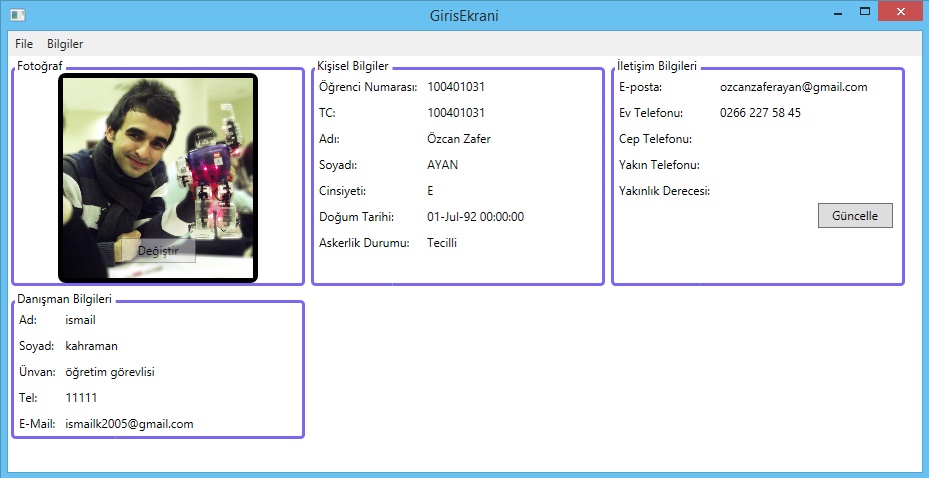 GirisEkrani
File Bilgiler
Fotoğraf
Değiştir
Kişisel Bilgiler
Öğrenci Numarası: 100401031
TC: 100401031
Adı: Özcan Zafer
Soyadı: AYAN
Cinsiyeti: E
Doğum Tarihi: 01-Jul-92 00:00:00
Askerlik Durumu: Tecilli
İletişim Bilgileri
E-posta: ozcanzaferayan@gmail.com
Ev Telefonu: 0266 227 58 45
Cep Telefonu:
Yakın Telefonu:
Yakınlık Derecesi:
Güncelle
Danışman Bilgileri
Ad: ismail
Soyad: kahraman
Ünvan: öğretim görevlisi
Tel: 11111
E-Mail: ismailk2005@gmail.com